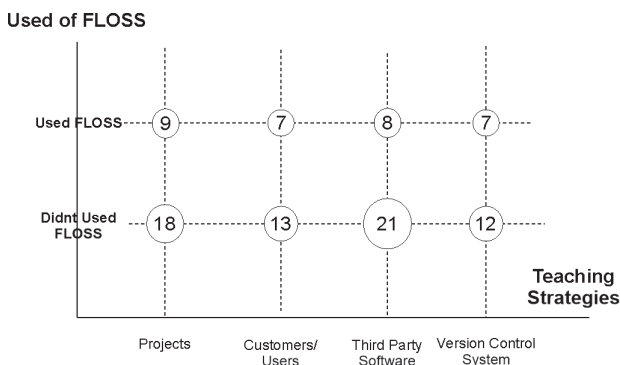 Used of FLOSS
Used FLOSS
9
7
8
7
Didnt Used
FLOSS
18
13
21
12
Teaching
Strategies
Projects
Customers/
Users
Third Party
Software
Version Control
System